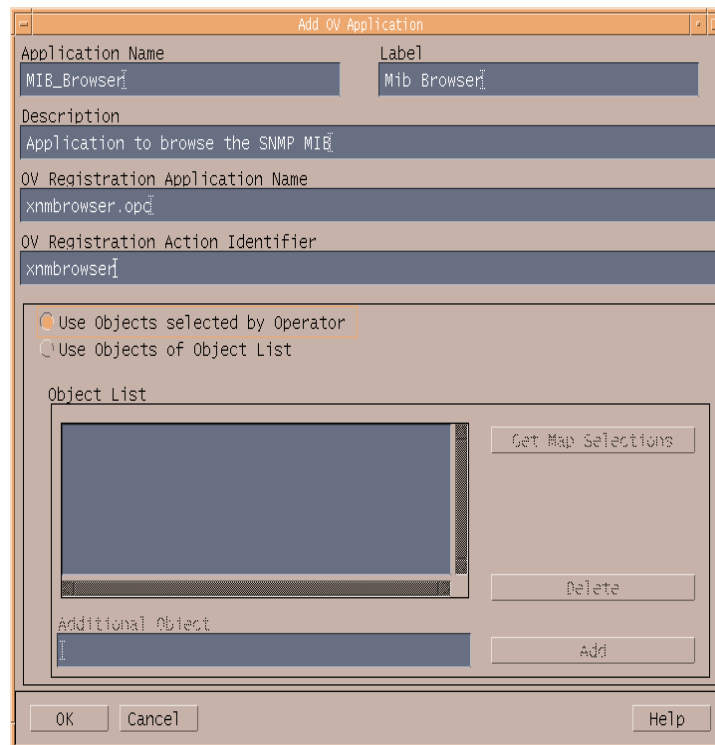 Add OV Application
Application Name Label
MIB_Browser Mib Browser
Description
Application to browse the SNMP MIB
OV Registration Application Name
xnmbrowser.opc
OV Registration Action Identifier
xnmbrowser
Use Objects selected by Operator
Use Objects of Object List
Object List
Get Map Selections
Delete
Additional Object
Add
OK Cancel Help